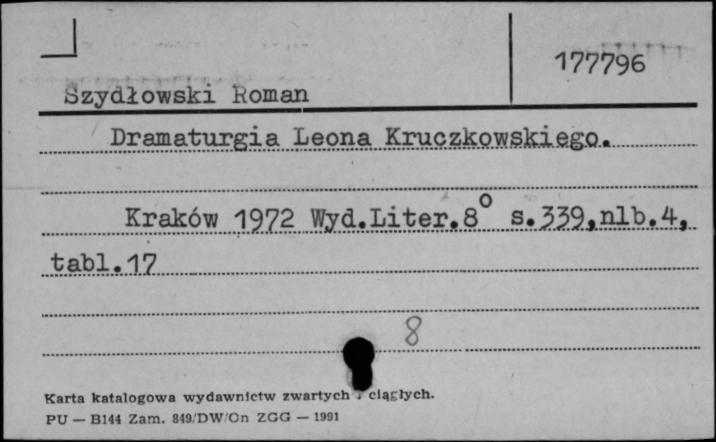 177796
Szydłowski Roman
Dramaturgia Leona Kruczkowskiego.
Kraków 1972 Wyd.Liter.8° s.339,nlb.4,
tabl.17
8
Karta katalogowa wydawnictw zwartych ciągłych.
PU — B144 Zam. 849/DW/Cn ZGG — 1991